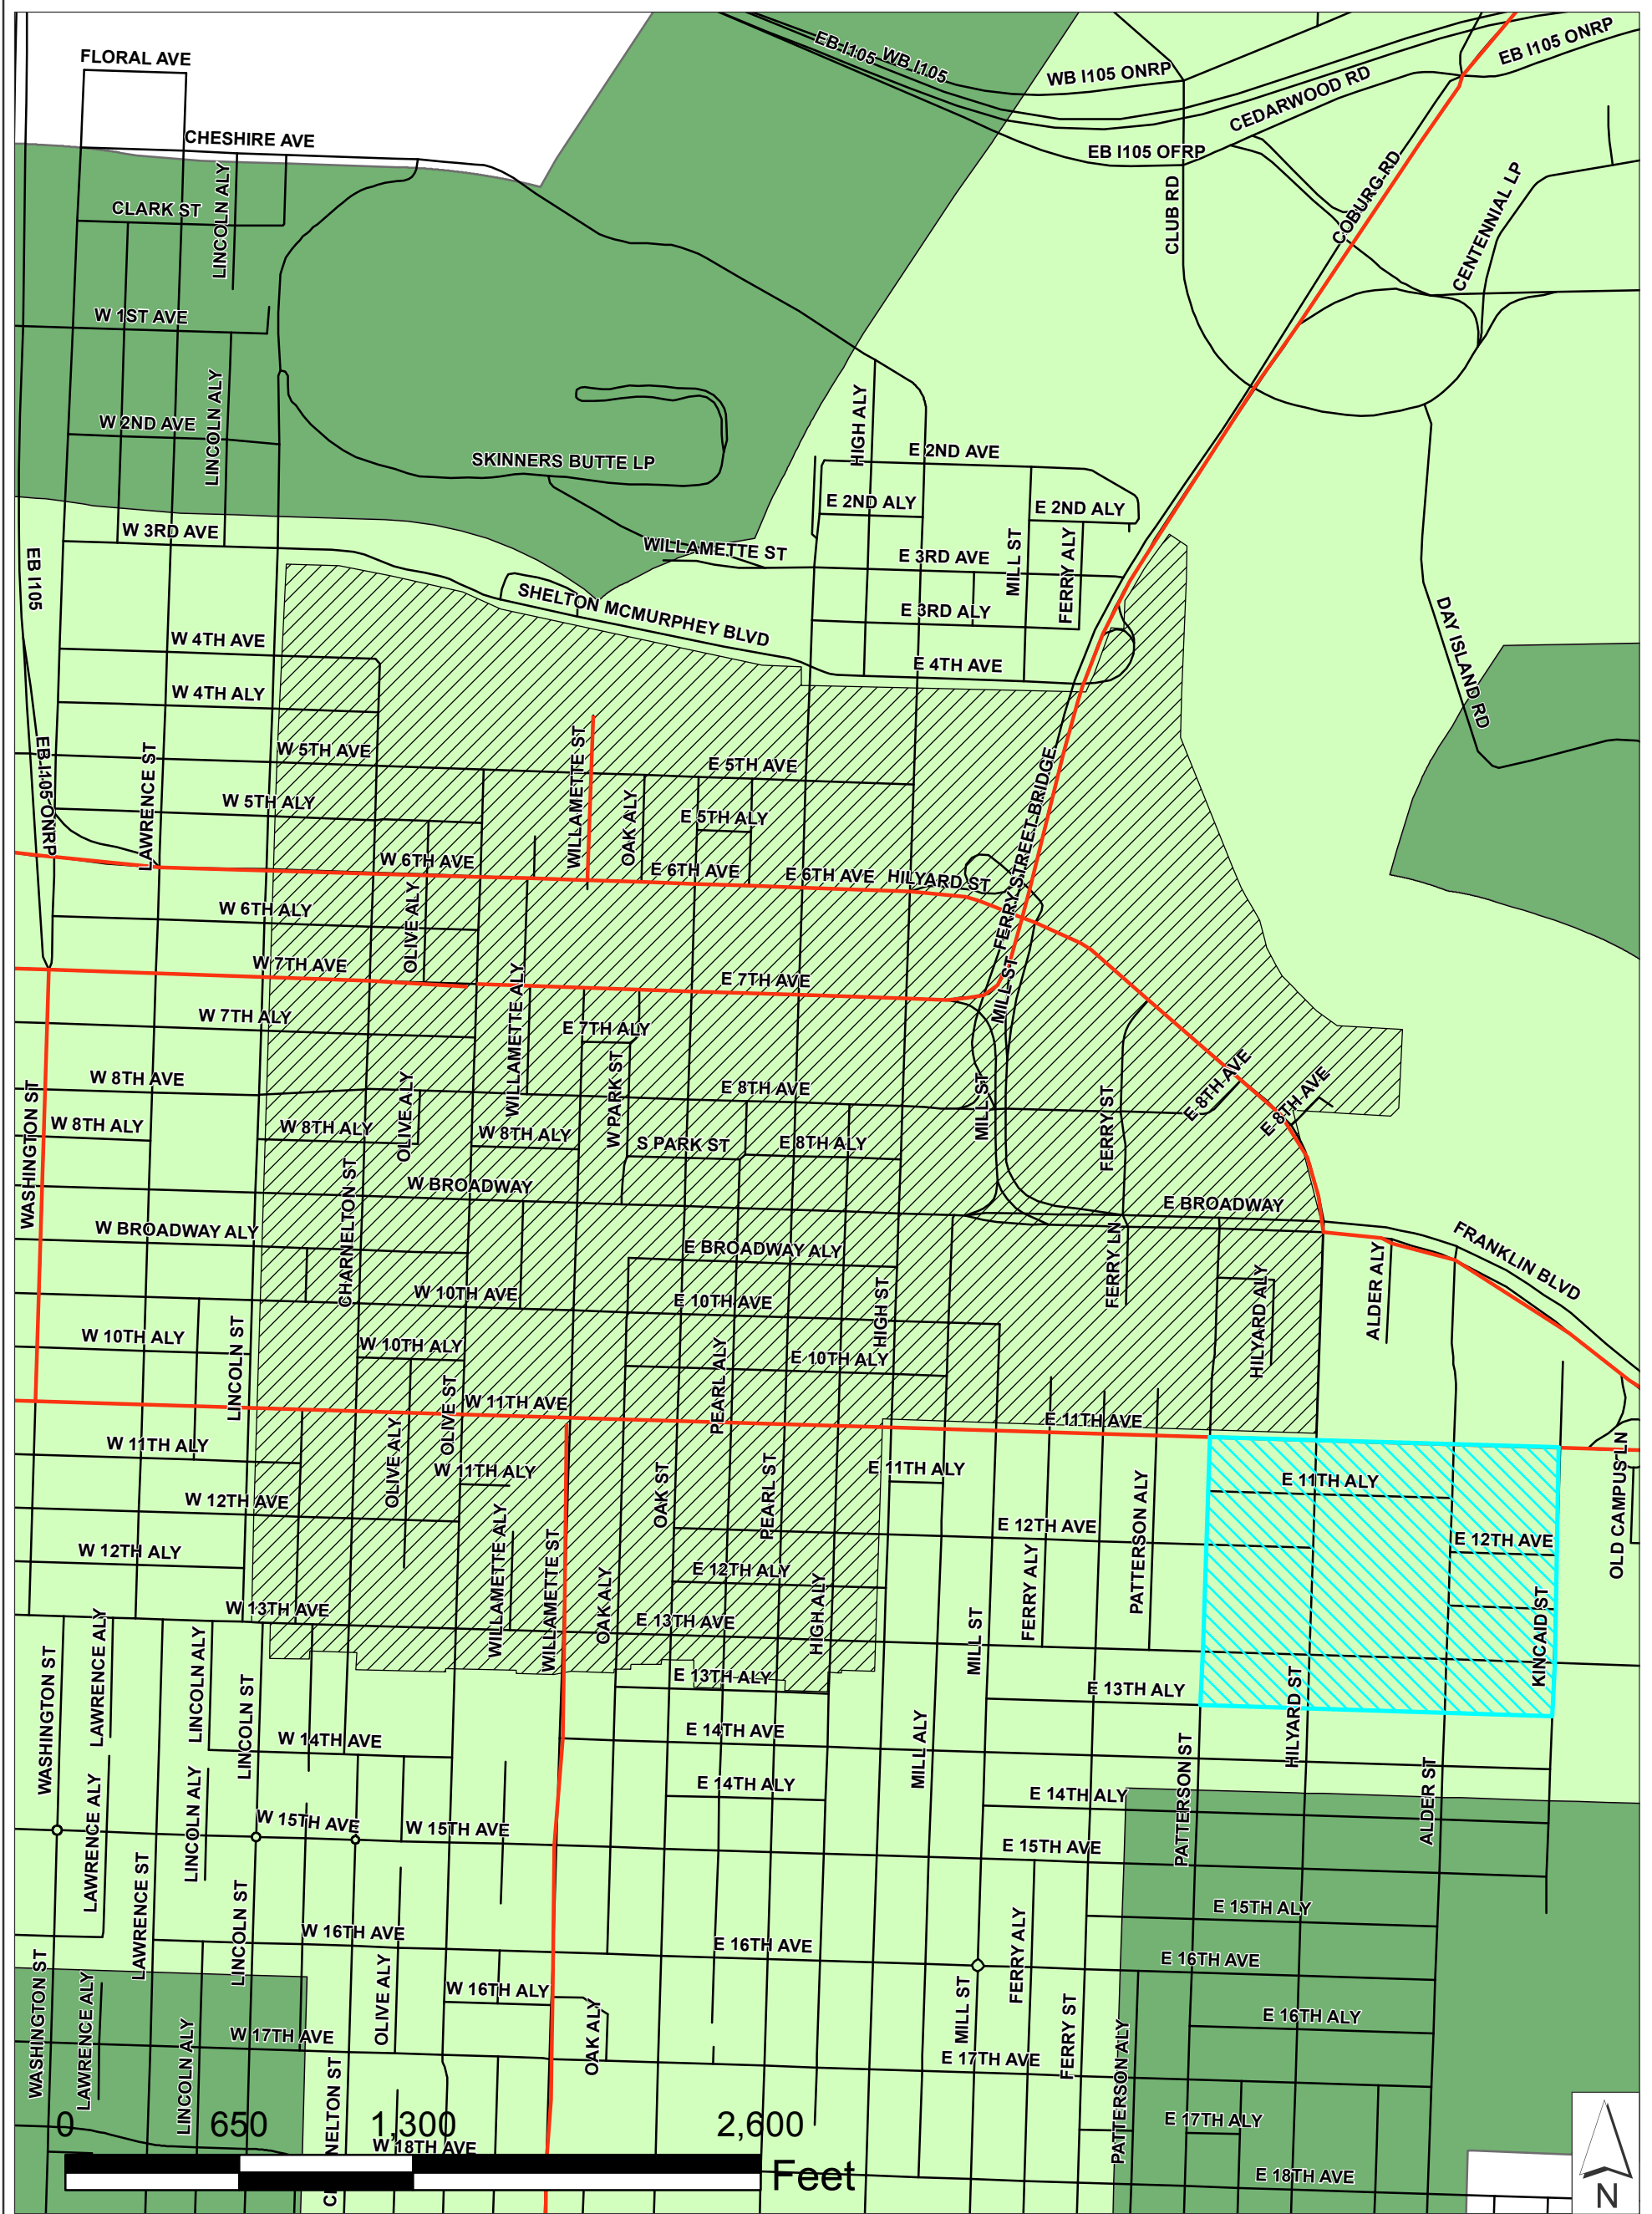 FLORAL AVE
EB I105
WB I105
WB I105 ONRP
EB I105 ONRP
CEDARWOOD RD
CHESHIRE AVE
EB I105 OFRP
LINCOLN ALY
CLARK ST
CLUB RD
COBURG RD
CENTENNIAL LP
W 1ST AVE
LINCOLN ALY
W 2ND AVE
HIGH ALY
E 2ND AVE
SKINNERS BUTTE LP
E 2ND ALY
E 2ND ALY
W 3RD AVE
WILLAMETTE ST
E 3RD AVE
MILL ST
FERRY ALY
EB I105
SHELTON MCMURPHEY BLVD
E 3RD ALY
DAY ISLAND RD
W 4TH AVE
E 4TH AVE
W 4TH ALY
EB I105 ONRP
LAWRENCE ST
W 5TH AVE
WILLAMETTE ST
E 5TH AVE
FERRY STREET BRIDGE
W 5TH ALY
OAK ALY
E 5TH ALY
W 6TH AVE
E 6TH AVE
E 6TH AVE
HILYARD ST
W 6TH ALY
OLIVE ALY
W 7TH AVE
E 7TH AVE
MILL ST
W 7TH ALY
WILLAMETTE ALY
E 7TH ALY
W 8TH AVE
WASHINGTON ST
OLIVE ALY
W PARK ST
E 8TH AVE
MILL ST
FERRY ST
E 8TH AVE
E 8TH AVE
W 8TH ALY
W 8TH ALY
W 8TH ALY
S PARK ST
E 8TH ALY
CHARNELTON ST
W BROADWAY
E BROADWAY
W BROADWAY ALY
E BROADWAY ALY
FERRY LN
HILYARD ALY
ALDER ALY
FRANKLIN BLVD
W 10TH AVE
E 10TH AVE
HIGH ST
W 10TH ALY
LINCOLN ST
W 10TH ALY
PEARL ALY
E 10TH ALY
OLIVE ST
W 11TH AVE
E 11TH AVE
W 11TH ALY
OLIVE ALY
W 11TH ALY
OAK ST
PEARL ST
E 11TH ALY
PATTERSON ALY
E 11TH ALY
OLD CAMPUS LN
W 12TH AVE
WILLAMETTE ALY
WILLAMETTE ST
E 12TH AVE
E 12TH AVE
W 12TH ALY
OAK ALY
E 12TH ALY
HIGH ALY
FERRY ALY
KINCAID ST
W 13TH AVE
E 13TH AVE
MILL ST
WASHINGTON ST
LAWRENCE ALY
LINCOLN ALY
LINCOLN ST
E 13TH ALY
E 13TH ALY
HILYARD ST
W 14TH AVE
E 14TH AVE
MILL ALY
PATTERSON ST
ALDER ST
LAWRENCE ALY
LINCOLN ALY
E 14TH ALY
E 14TH ALY
W 15TH AVE
W 15TH AVE
E 15TH AVE
LAWRENCE ST
LINCOLN ST
E 15TH ALY
W 16TH AVE
E 16TH AVE
FERRY ALY
E 16TH AVE
WASHINGTON ST
LAWRENCE ALY
OLIVE ALY
W 16TH ALY
OAK ALY
MILL ST
FERRY ST
E 16TH ALY
LINCOLN ALY
W 17TH AVE
E 17TH AVE
PATTERSON ALY
NELTON ST
E 17TH ALY
W 18TH AVE
E 18TH AVE
0 650 1,300 2,600
Feet
N